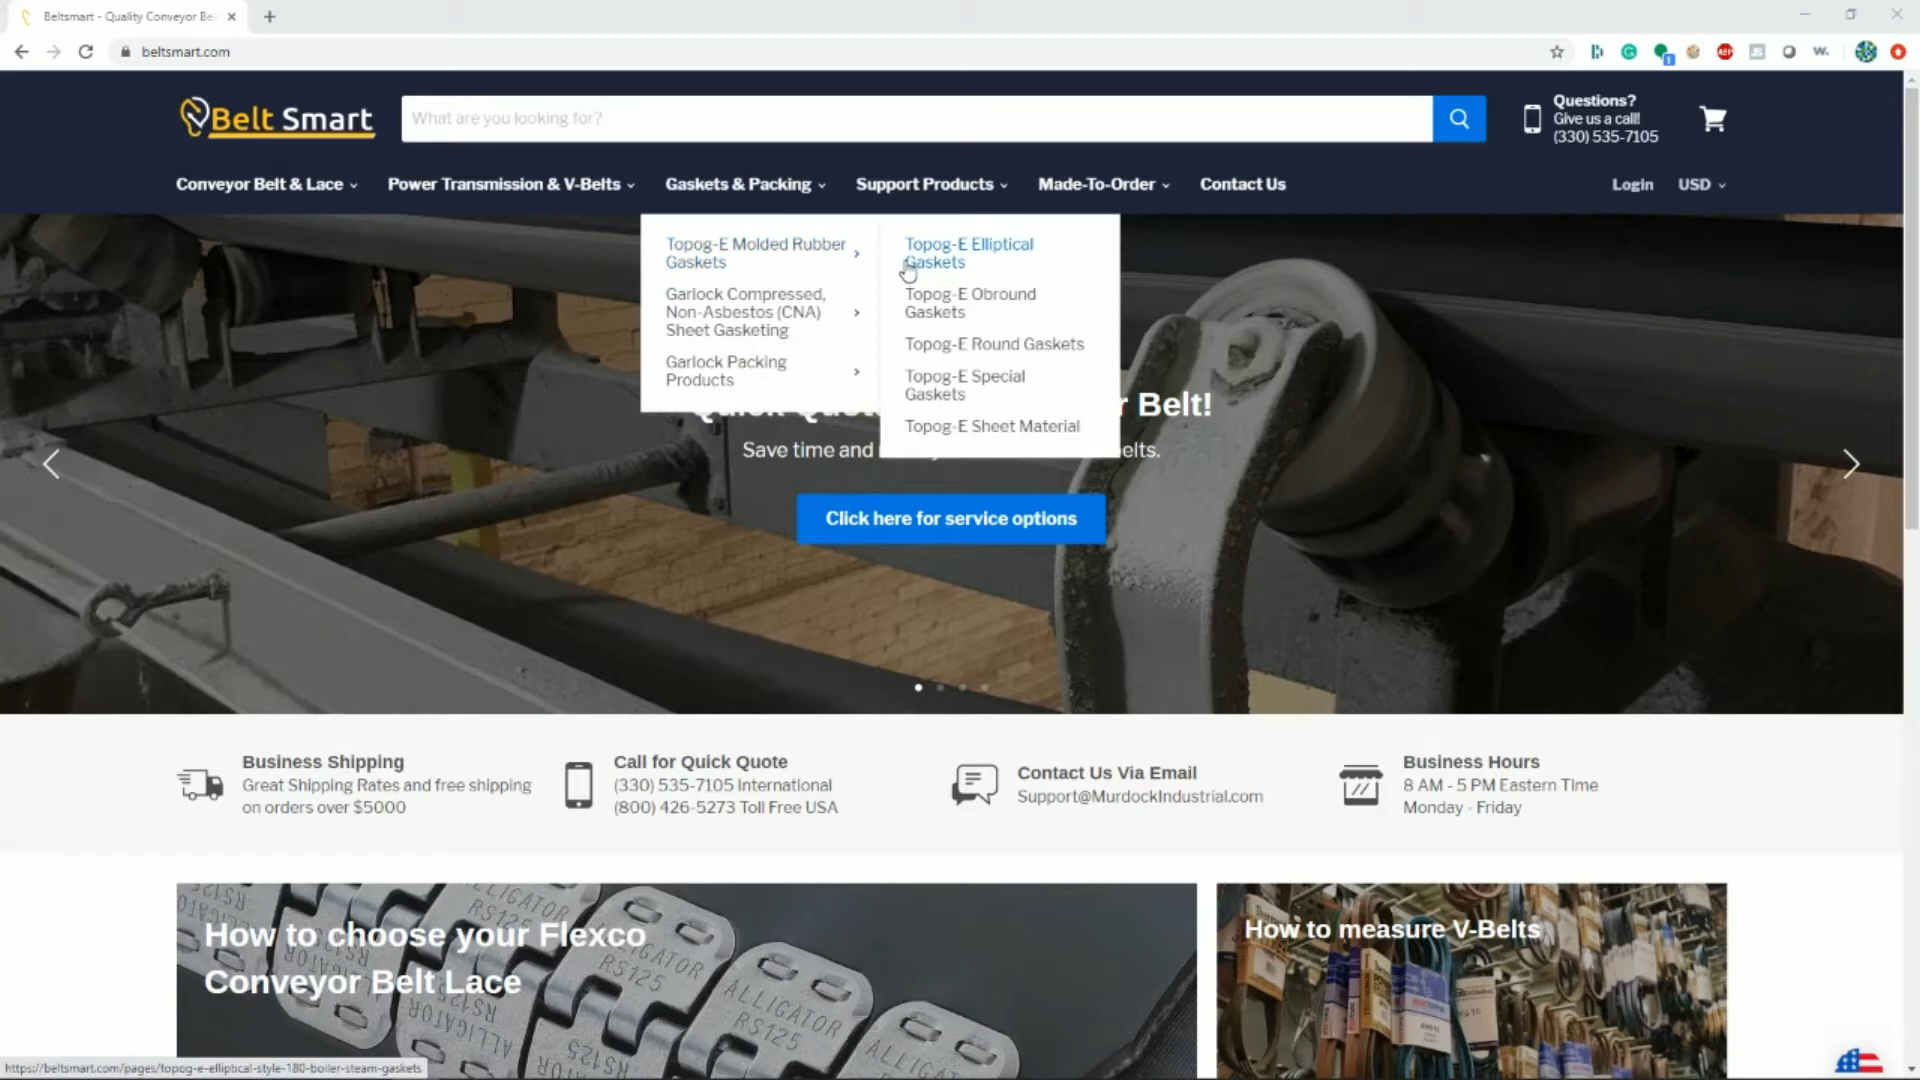 Beltsmart - Quality Conveyor Be
beltsmart.com
Belt Smart
What are you looking for?
Questions?
Give us a call!
(330) 535-7105
Conveyor Belt & Lace
Power Transmission & V-Belts
Gaskets & Packing
Support Products
Made-To-Order
Contact Us
Login
USD
Topog-E Molded Rubber
Gaskets
Garlock Compressed,
Non-Asbestos (CNA)
Sheet Gasketing
Garlock Packing
Products
Topog-E Elliptical
Gaskets
Topog-E Obround
Gaskets
Topog-E Round Gaskets
Topog-E Special
Gaskets
Topog-E Sheet Material
r Belt!
Save time and
elts.
Click here for service options
Business Shipping
Great Shipping Rates and free shipping
on orders over $5000
Call for Quick Quote
(330) 535-7105 International
(800) 426-5273 Toll Free USA
Contact Us Via Email
Support@MurdockIndustrial.com
Business Hours
8 AM - 5 PM Eastern Time
Monday - Friday
How to choose your Flexco
Conveyor Belt Lace
ALLIGATOR
RS125
ALLIGATOR
RS125
ALLIGATOR
How to measure V-Belts
https://beltsmart.com/pages/topog-e-elliptical-style-180-boiler-steam-gaskets